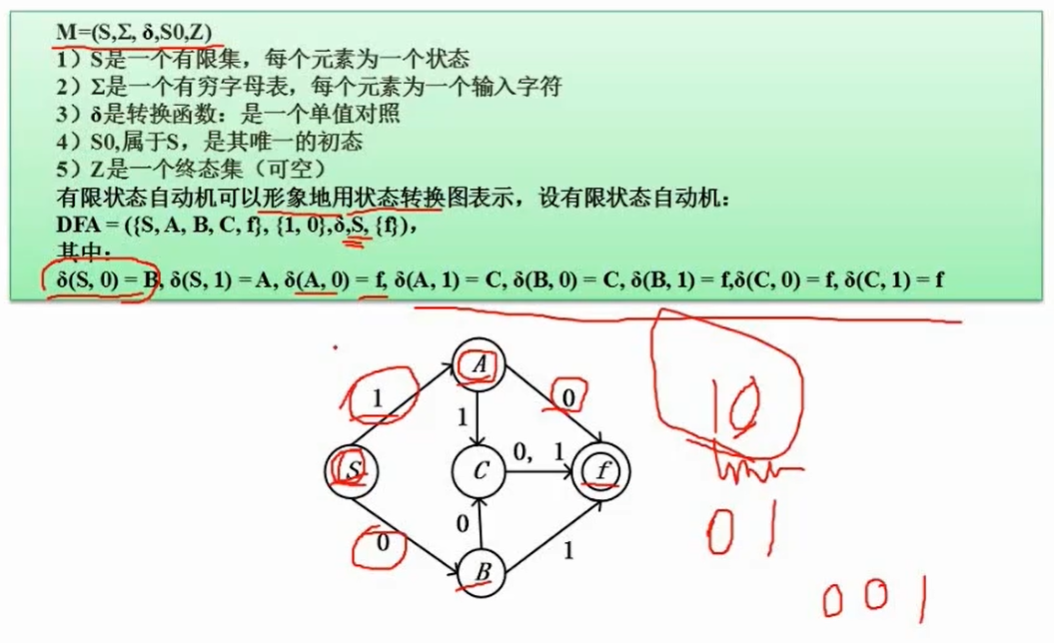 M=(S,Σ, δ,S0,Z)
1）S是一个有限集，每个元素为一个状态
2）Σ是一个有穷字母表，每个元素为一个输入字符
3）δ是转换函数：是一个单值对照
4）S0,属于S，是其唯一的初态
5）Z是一个终态集（可空）
有限状态自动机可以形象地用状态转换图表示，设有限状态自动机：
DFA = ({S, A, B, C, f}, {1, 0},δ,S, {f})，
其中：
δ(S, 0) = B, δ(S, 1) = A, δ(A, 0) = f, δ(A, 1) = C, δ(B, 0) = C, δ(B, 1) = f,δ(C, 0) = f, δ(C, 1) = f
A
1
0
1
10
S
C
0, 1
f
0
0
B
1
01
001